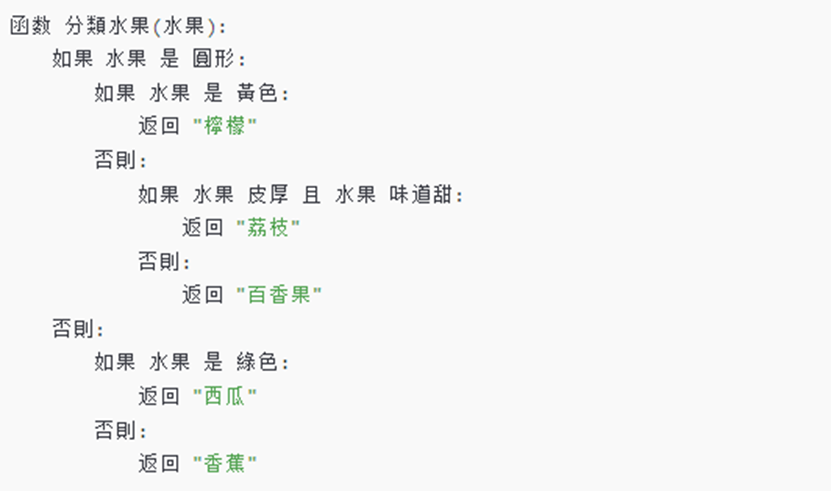 函数 分類水果(水果):
如果 水果 是 圓形:
如果 水果 是 黃色:
返回 "檸檬"
否則:
如果 水果 皮厚 且 水果 味道甜:
返回 "荔枝"
否則:
返回 "百香果"
否則:
如果 水果 是 綠色:
返回 "西瓜"
否則:
返回 "香蕉"